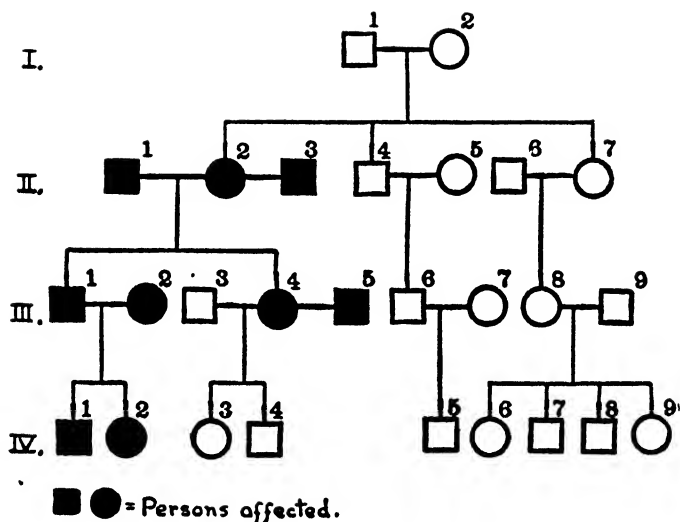 1 2
I.
1 2 3 4 5 6 7
II.
1 2 3 4 5 6 7 8 9
III.
1 2 3 4 5 6 7 8 9
IV.
= Persons affected.